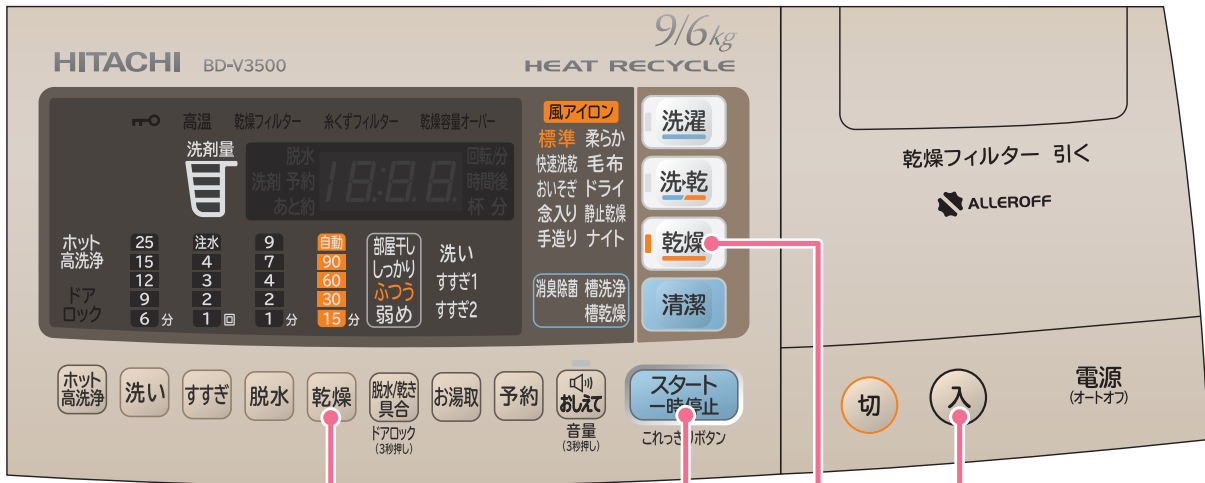 HITACHI BD-V3500
9/6kg
HEAT RECYCLE
高温 乾燥フィルター 糸くずフィルター 乾燥容量オーバー
洗剤量
脱水 回転/分
洗剤 予約 18:8.8. 時間後
あと約 杯 分
ホット
高洗浄
ドア
ロック
25 注水 9 自動
15 4 7 90
12 3 4 60
9 2 2 30
6 分 1 回 1 分 15 分
部屋干し
しっかり
ふつう
弱め
洗い
すすぎ1
すすぎ2
風アイロン
標準 柔らか
快速洗乾 毛布
おいそぎ ドライ
念入り 静止乾燥
手造り ナイト
消臭除菌 槽洗浄
槽乾燥
洗濯
洗・乾
乾燥
清潔
乾燥フィルター 引く
ALLEROFF
ホット
高洗浄
洗い
すすぎ
脱水
乾燥
脱水/乾き
具合
ドアロック
(3秒押し)
お湯取
予約
おしえて
音量
(3秒押し)
スタート
一時停止
これっきりボタン
切
入
電源
(オートオフ)